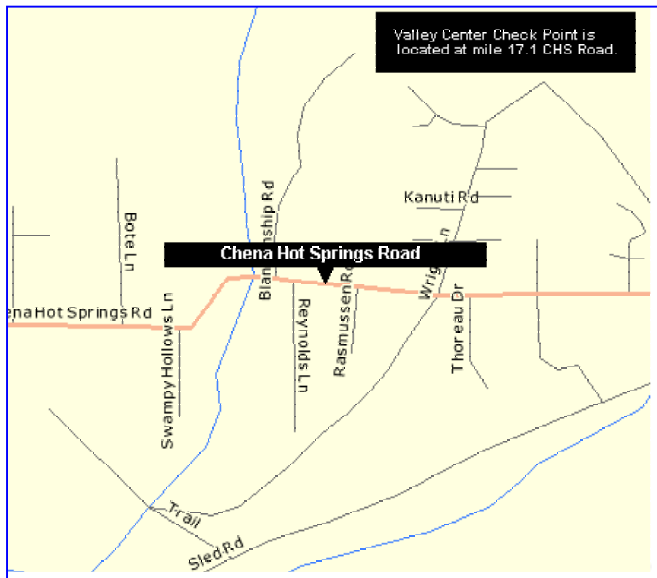 Valley Center Check Point is
located at mile 17.1 CHS Road.
Kanuti Rd
Bote Ln
Chena Hot Springs Road
ena Hot Springs Rd
Swampy Hollows Ln
Reynolds Ln
Rasmussen Rd
Thoreau Dr
Trail
Sled Rd